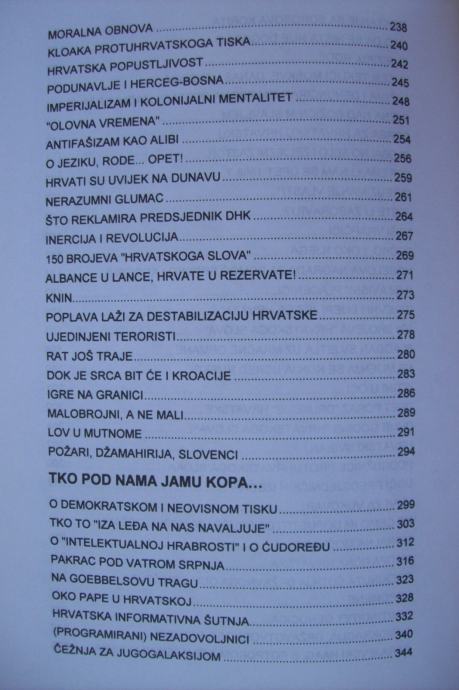 MORALNA OBNOVA ........ 238
KLOAKA PROTUHRVATSKOGA TISKA ........ 240
HRVATSKA POPUSTLJIVOST ........ 242
PODUNAVLJE I HERCEG-BOSNA ........ 245
IMPERIJALIZAM I KOLONIJALNI MENTALITET ........ 248
"OLOVNA VREMENA" ........ 251
ANTIFAŠIZAM KAO ALIBI ........ 254
O JEZIKU, RODE... OPET! ........ 256
HRVATI SU UVIJEK NA DUNAVU ........ 259
NERAZUMNI GLUMAC ........ 261
ŠTO REKLAMIRA PREDSJEDNIK DHK ........ 264
INERCIJA I REVOLUCIJA ........ 267
150 BROJEVA "HRVATSKOGA SLOVA" ........ 269
ALBANCE U LANCE, HRVATE U REZERVATE! ........ 271
KNIN ........ 273
POPLAVA LAŽI ZA DESTABILIZACIJU HRVATSKE ........ 275
UJEDINJENI TERORISTI ........ 278
RAT JOŠ TRAJE ........ 280
DOK JE SRCA BIT ĆE I KROACIJE ........ 283
IGRE NA GRANICI ........ 286
MALOBROJNI, A NE MALI ........ 289
LOV U MUTNOME ........ 291
POŽARI, DŽAMAHIRIJA, SLOVENCI ........ 294
TKO POD NAMA JAMU KOPA...
O DEMOKRATSKOM I NEOVISNOM TISKU ........ 299
TKO TO "IZA LEĐA NA NAS NAVALJUJE" ........ 303
O "INTELEKTUALNOJ HRABROSTI" I O ĆUDOREĐU ........ 312
PAKRAC POD VATROM SRPNJA ........ 316
NA GOEBBELSOVU TRAGU ........ 323
OKO PAPE U HRVATSKOJ ........ 328
HRVATSKA INFORMATIVNA ŠUTNJA ........ 332
(PROGRAMIRANI) NEZADOVOLJNICI ........ 340
ČEŽNJA ZA JUGOGALAKSIJOM ........ 344